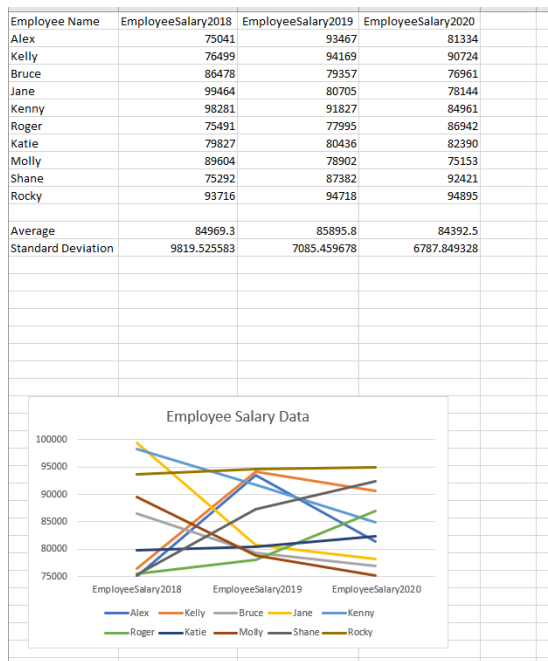 Employee Name EmployeeSalary2018 EmployeeSalary2019 EmployeeSalary2020
Alex 75041 93467 81334
Kelly 76499 94169 90724
Bruce 86478 79357 76961
Jane 99464 80705 78144
Kenny 98281 91827 84961
Roger 75491 77995 86942
Katie 79827 80436 82390
Molly 89604 78902 75153
Shane 75292 87382 92421
Rocky 93716 94718 94895
Average 84969.3 85895.8 84392.5
Standard Deviation 9819.525583 7085.459678 6787.849328
Employee Salary Data
100000
95000
90000
85000
80000
75000
EmployeeSalary2018 EmployeeSalary2019 EmployeeSalary2020
Alex Kelly Bruce Jane Kenny
Roger Katie Molly Shane Rocky